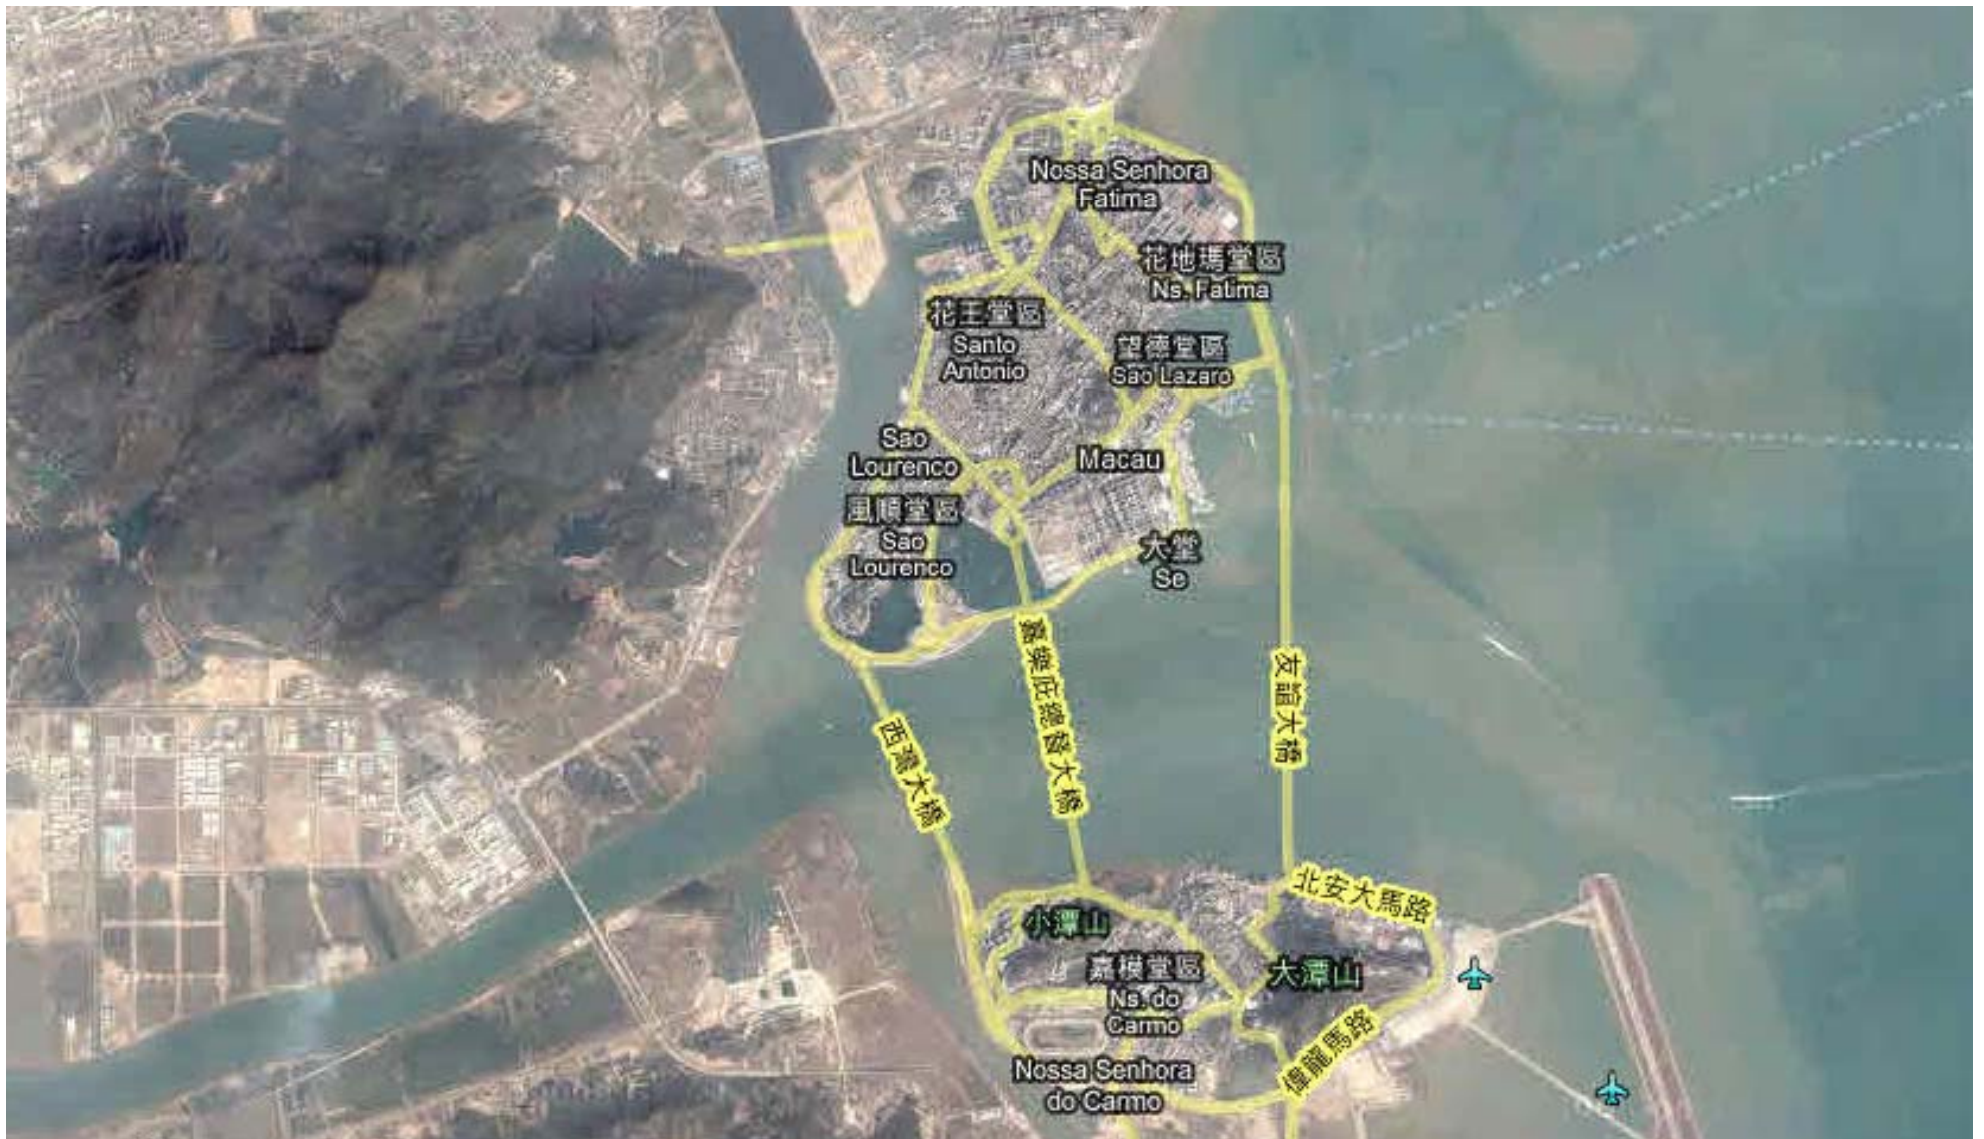 Nossa Senhora
Fatima
花地瑪堂區
Ns. Fatima
花王堂區
Santo
Antonio
望德堂區
Sao Lazaro
Sao
Lourenco
Macau
風順堂區
Sao
Lourenco
大堂
Se
嘉樂庇總督大橋
友誼大橋
西灣大橋
北安大馬路
小潭山
嘉模堂區
Ns. do
Carmo
大潭山
偉龍馬路
Nossa Senhora
do Carmo